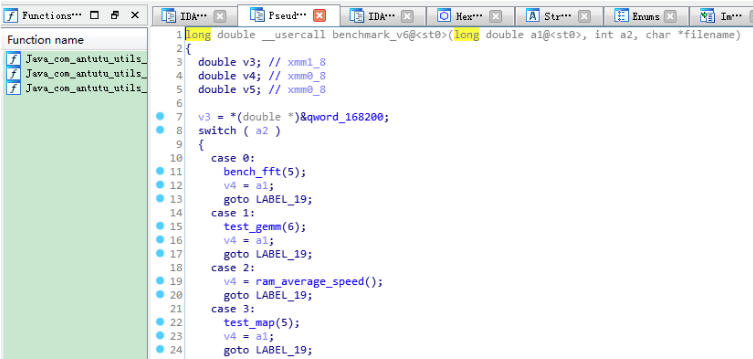 Functions···
IDA···
Pseud···
IDA···
Hex···
Str···
Enums
Im···
Function name
Java_com_antutu_utils_
Java_com_antutu_utils_
Java_com_antutu_utils_
1 long double __usercall benchmark_v6@<st0>(long double a1@<st0>, int a2, char *filename)
2 {
3 double v3; // xmm1_8
4 double v4; // xmm0_8
5 double v5; // xmm0_8
6
7 v3 = *(double *)&qword_168200;
8 switch ( a2 )
9 {
10 case 0:
11 bench_fft(5);
12 v4 = a1;
13 goto LABEL_19;
14 case 1:
15 test_gemm(6);
16 v4 = a1;
17 goto LABEL_19;
18 case 2:
19 v4 = ram_average_speed();
20 goto LABEL_19;
21 case 3:
22 test_map(5);
23 v4 = a1;
24 goto LABEL_19;